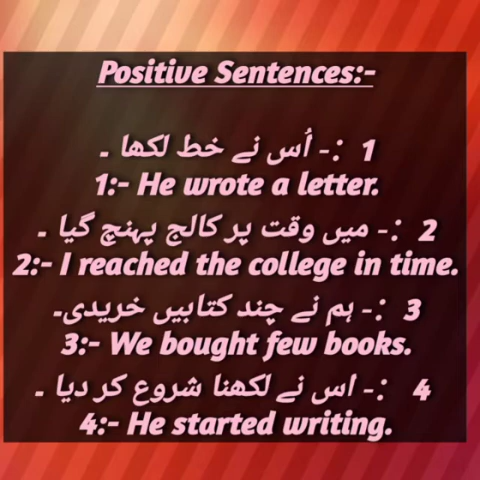 Positive Sentences:-
1 :- اُس نے خط لکھا ۔
1:- He wrote a letter.
2 :- میں وقت پر کالج پہنچ گیا ۔
2:- I reached the college in time.
3 :- ہم نے چند کتابیں خریدی۔
3:- We bought few books.
4 :- اس نے لکھنا شروع کر دیا ۔
4:- He started writing.